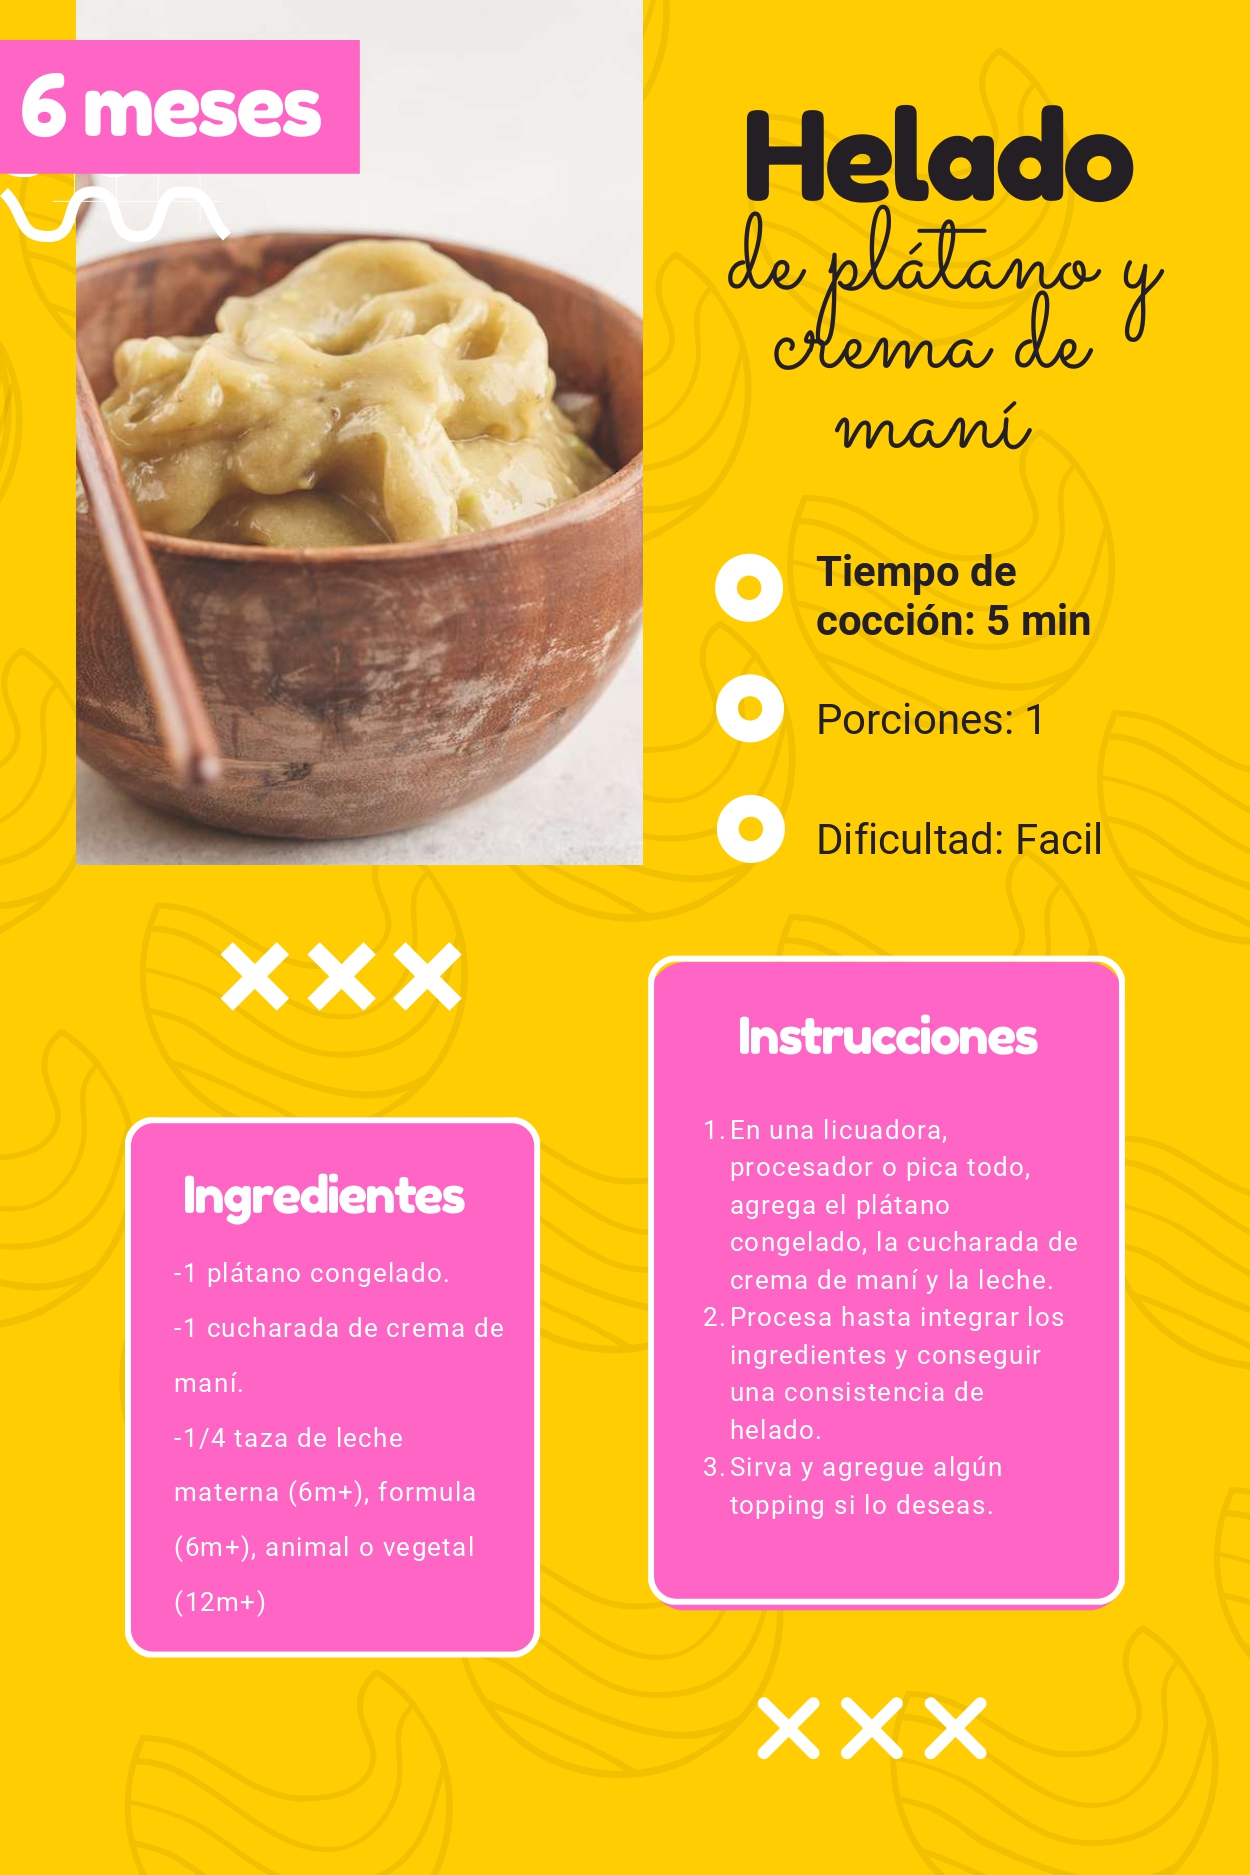 6 meses
Helado
de plátano y
crema de
maní
Tiempo de
cocción: 5 min
Porciones: 1
Dificultad: Facil
Ingredientes
-1 plátano congelado.
-1 cucharada de crema de
maní.
-1/4 taza de leche
materna (6m+), formula
(6m+), animal o vegetal
(12m+)
Instrucciones
1. En una licuadora,
procesador o pica todo,
agrega el plátano
congelado, la cucharada de
crema de maní y la leche.
2. Procesa hasta integrar los
ingredientes y conseguir
una consistencia de
helado.
3. Sirva y agregue algún
topping si lo deseas.